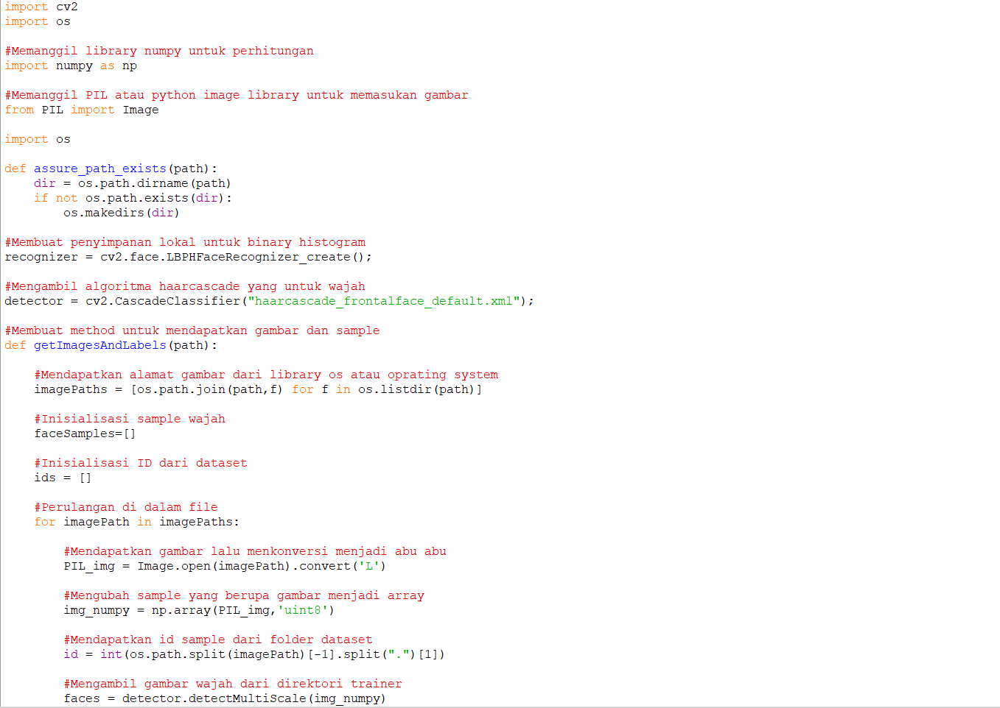 import cv2
import os
#Memanggil library numpy untuk perhitungan
import numpy as np
#Memanggil PIL atau python image library untuk memasukan gambar
from PIL import Image
import os
def assure_path_exists(path):
    dir = os.path.dirname(path)
    if not os.path.exists(dir):
        os.makedirs(dir)
#Membuat penyimpanan lokal untuk binary histogram
recognizer = cv2.face.LBPHFaceRecognizer_create();
#Mengambil algoritma haarcascade yang untuk wajah
detector = cv2.CascadeClassifier("haarcascade_frontalface_default.xml");
#Membuat method untuk mendapatkan gambar dan sample
def getImagesAndLabels(path):
    #Mendapatkan alamat gambar dari library os atau oprating system
    imagePaths = [os.path.join(path,f) for f in os.listdir(path)]
    #Inisialisasi sample wajah
    faceSamples=[]
    #Inisialisasi ID dari dataset
    ids = []
    #Perulangan di dalam file
    for imagePath in imagePaths:
        #Mendapatkan gambar lalu menkonversi menjadi abu abu
        PIL_img = Image.open(imagePath).convert('L')
        #Mengubah sample yang berupa gambar menjadi array
        img_numpy = np.array(PIL_img,'uint8')
        #Mendapatkan id sample dari folder dataset
        id = int(os.path.split(imagePath)[-1].split(".")[1])
        #Mengambil gambar wajah dari direktori trainer
        faces = detector.detectMultiScale(img_numpy)